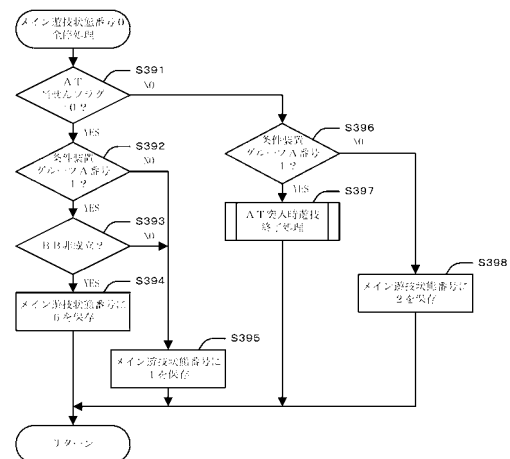 メイン遊技状態番号0
全停処理
S391
AT
当せんフラグ
=0?
NO
YES
S392
条件装置
グループA番号
=1?
NO
YES
S393
BB非成立?
NO
YES
S394
メイン遊技状態番号に
6を保存
S395
メイン遊技状態番号に
1を保存
S396
条件装置
グループA番号
=1?
NO
YES
S397
AT突入時遊技
終了処理
S398
メイン遊技状態番号に
2を保存
リターン